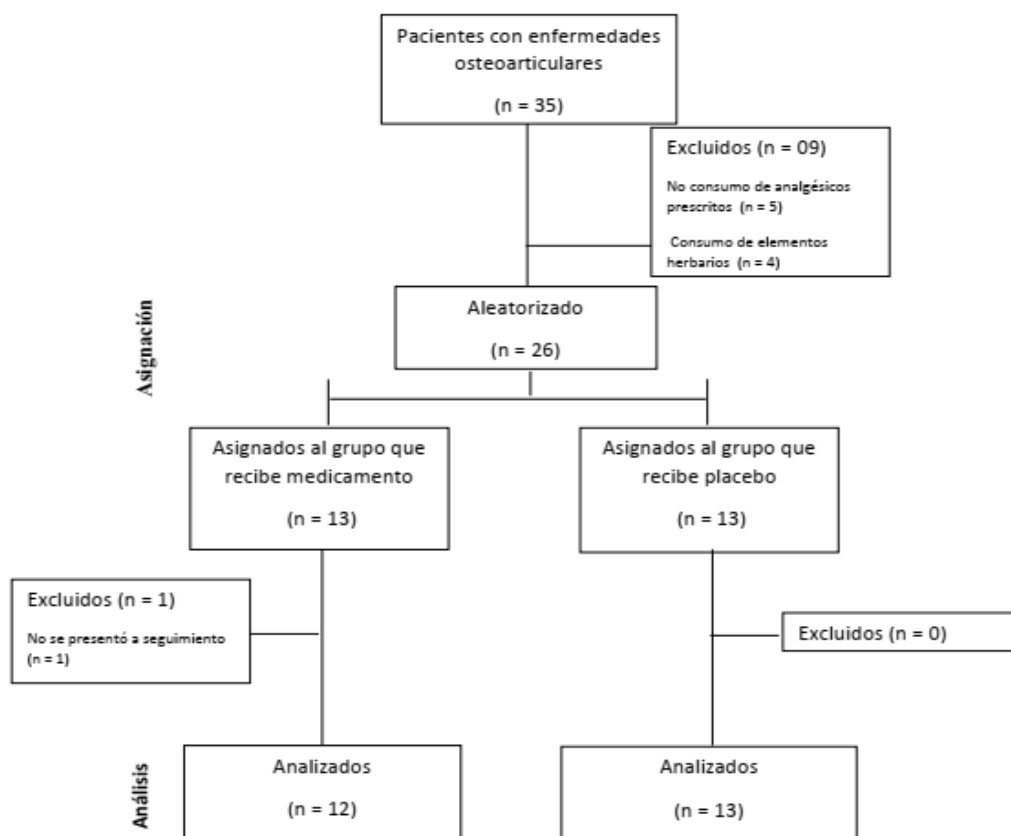 Pacientes con enfermedades
osteoarticulares
(n = 35)
Excluidos (n = 09)
No consumo de analgésicos
prescritos (n = 5)
Consumo de elementos
herbarios (n = 4)
Asignación
Aleatorizado
(n = 26)
Asignados al grupo que
recibe medicamento
(n = 13)
Asignados al grupo que
recibe placebo
(n = 13)
Excluidos (n = 1)
No se presentó a seguimiento
(n = 1)
Excluidos (n = 0)
Análisis
Analizados
(n = 12)
Analizados
(n = 13)